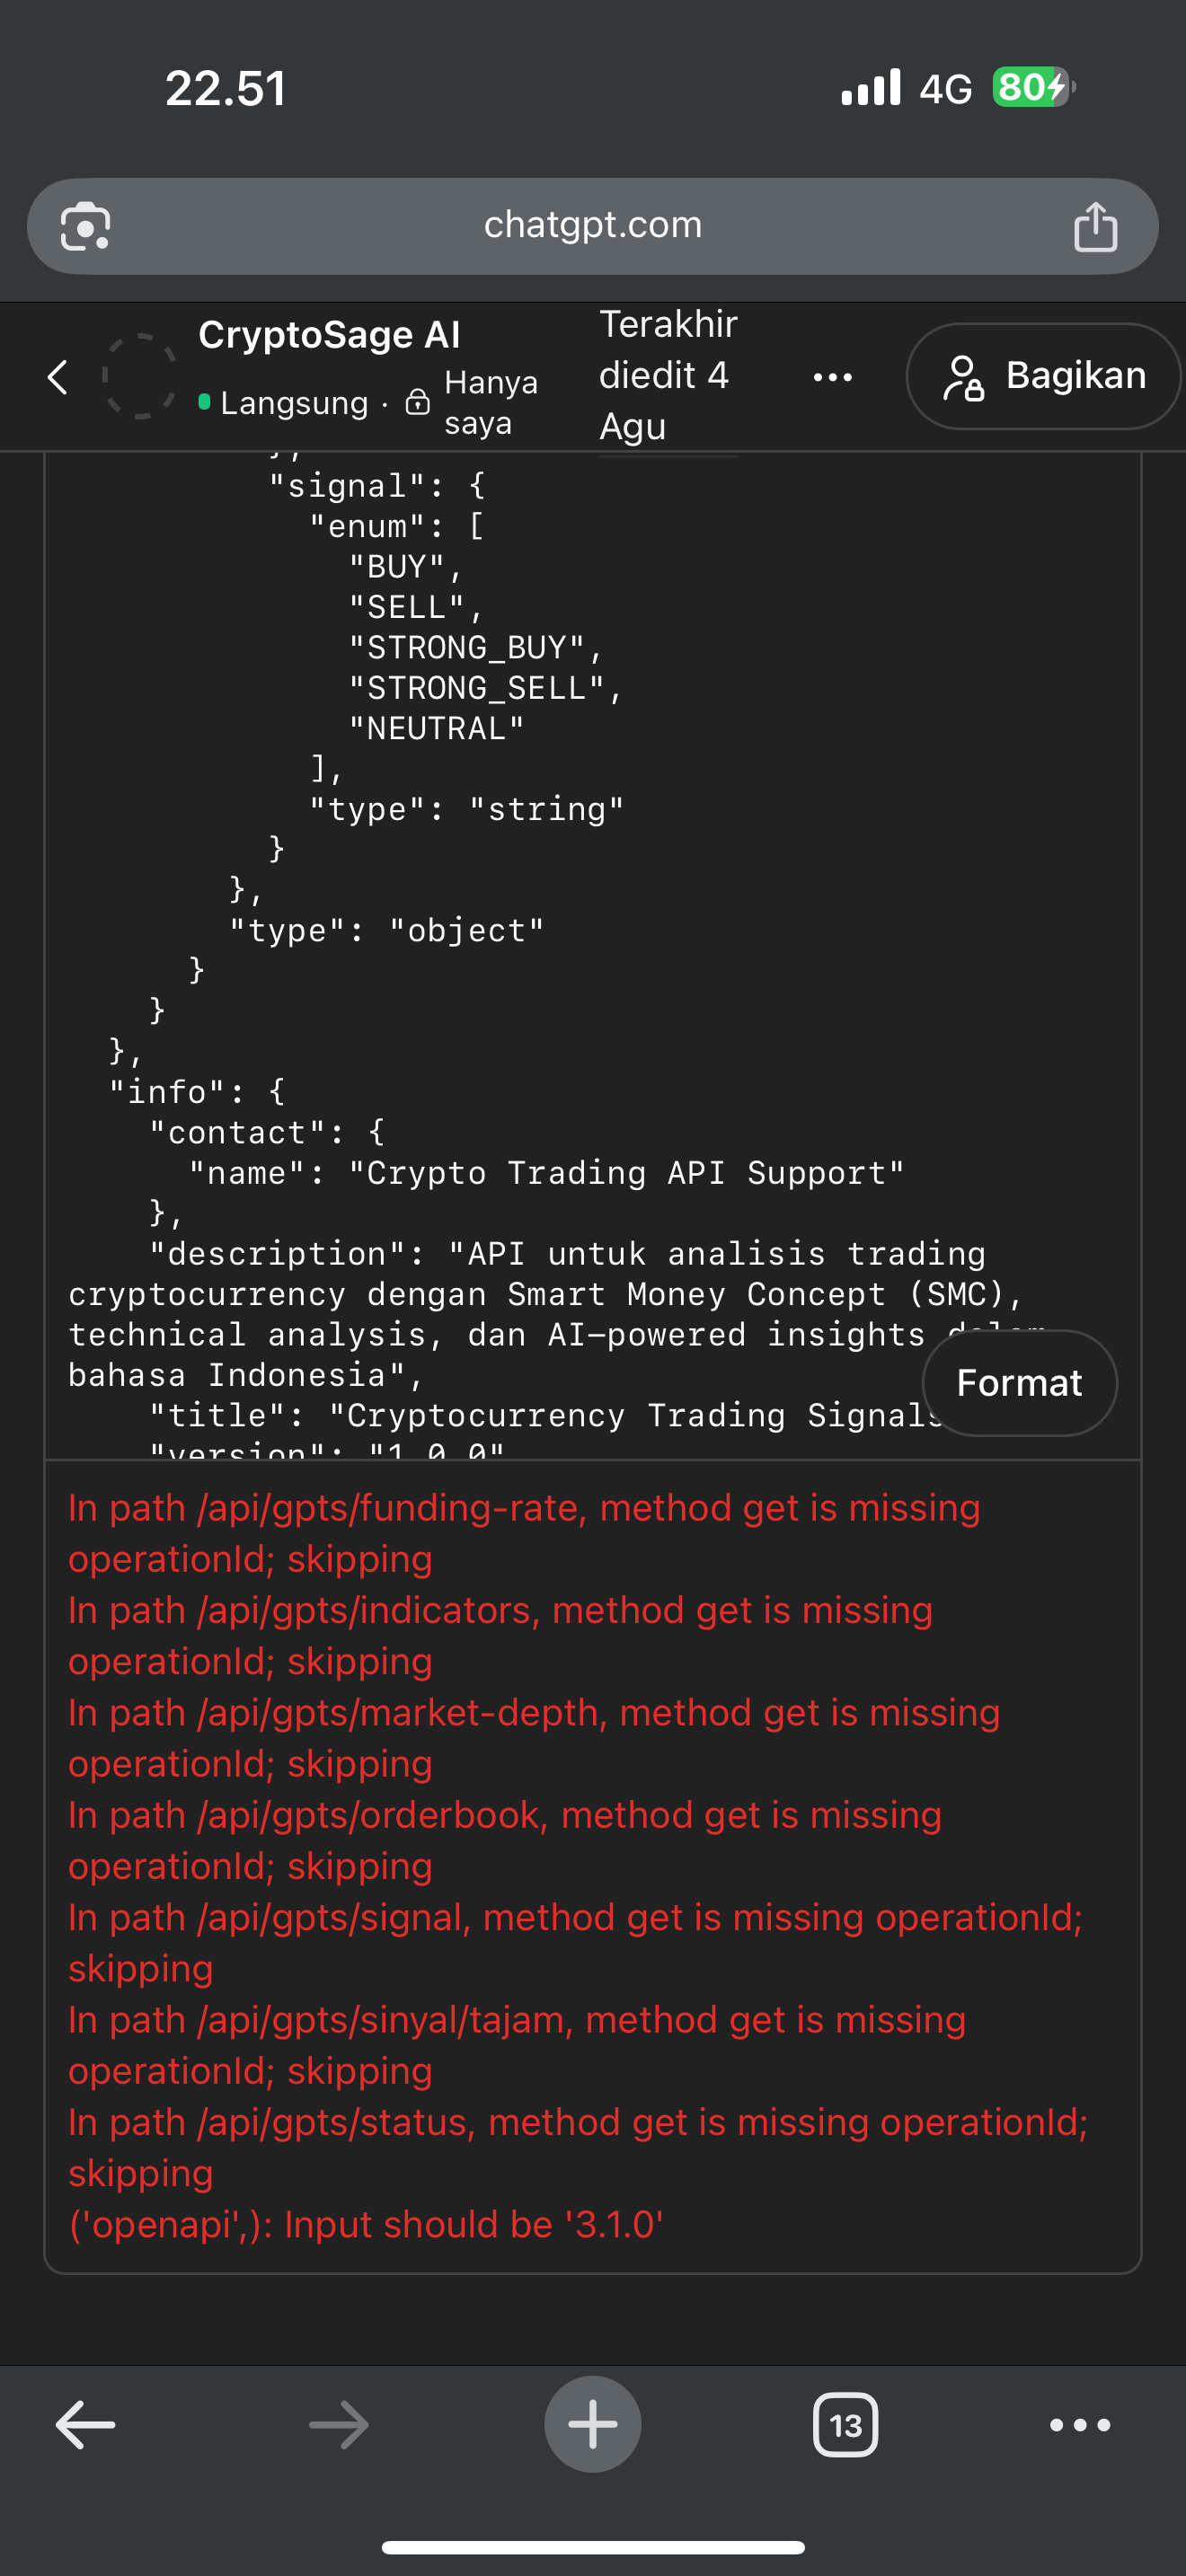 22.51
4G 80
chatgpt.com
CryptoSage AI
Langsung · Hanya saya
Terakhir diedit 4 Agu
Bagikan
"signal": {
"enum": [
"BUY",
"SELL",
"STRONG_BUY",
"STRONG_SELL",
"NEUTRAL"
],
"type": "string"
}
},
"type": "object"
}
}
},
"info": {
"contact": {
"name": "Crypto Trading API Support"
},
"description": "API untuk analisis trading
cryptocurrency dengan Smart Money Concept (SMC),
technical analysis, dan AI-powered insights dalam
bahasa Indonesia",
"title": "Cryptocurrency Trading Signals
"version": "1.0.0"
Format
In path /api/gpts/funding-rate, method get is missing
operationId; skipping
In path /api/gpts/indicators, method get is missing
operationId; skipping
In path /api/gpts/market-depth, method get is missing
operationId; skipping
In path /api/gpts/orderbook, method get is missing
operationId; skipping
In path /api/gpts/signal, method get is missing operationId;
skipping
In path /api/gpts/sinyal/tajam, method get is missing
operationId; skipping
In path /api/gpts/status, method get is missing operationId;
skipping
('openapi',): Input should be '3.1.0'
13